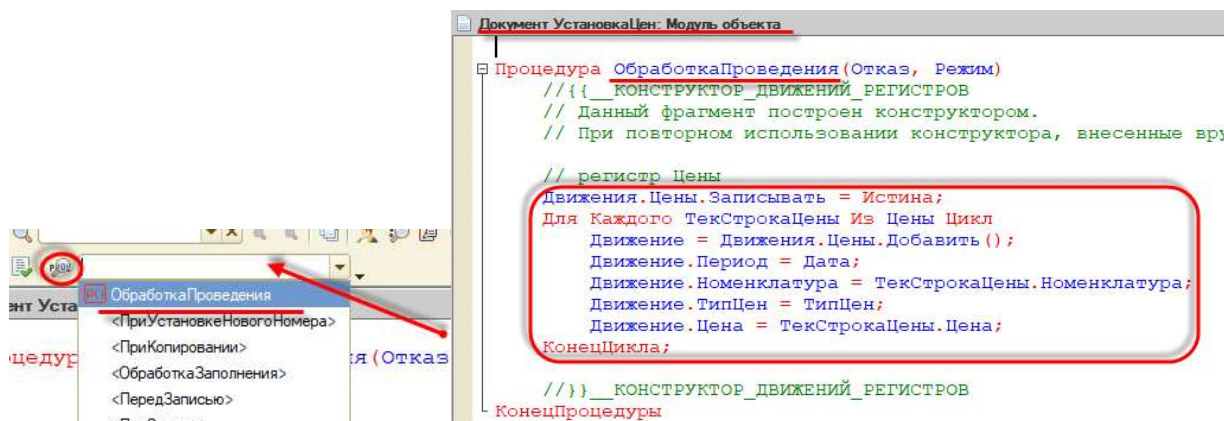 Документ УстановкаЦен: Модуль объекта
Процедура ОбработкаПроведения(Отказ, Режим)
//{{__КОНСТРУКТОР_ДВИЖЕНИЙ_РЕГИСТРОВ
// Данный фрагмент построен конструктором.
// При повторном использовании конструктора, внесенные вру
// регистр Цены
Движения.Цены.Записывать = Истина;
Для Каждого ТекСтрокаЦены Из Цены Цикл
Движение = Движения.Цены.Добавить();
Движение.Период = Дата;
Движение.Номенклатура = ТекСтрокаЦены.Номенклатура;
Движение.ТипЦен = ТипЦен;
Движение.Цена = ТекСтрокаЦены.Цена;
КонецЦикла;
//}}__КОНСТРУКТОР_ДВИЖЕНИЙ_РЕГИСТРОВ
КонецПроцедуры
ент Уста
оцедур
ия(Отказ
ОбработкаПроведения
<ПриУстановкеНовогоНомера>
<ПриКопировании>
<ОбработкаЗаполнения>
<ПередЗаписью>